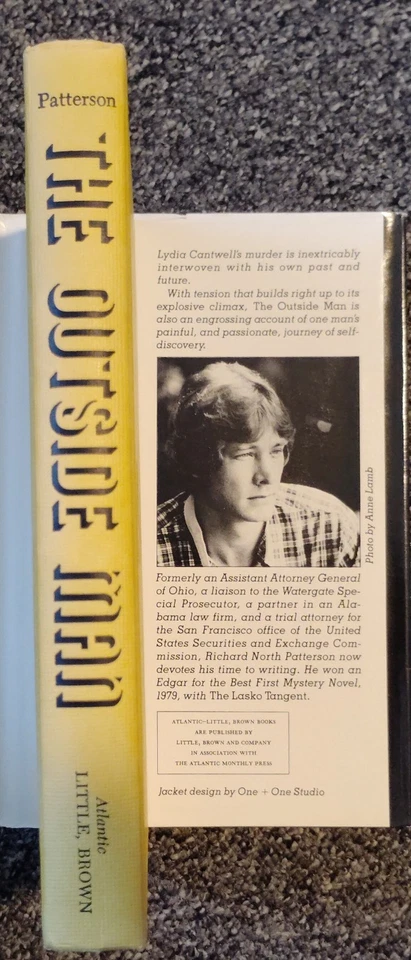 Patterson
THE OUTSIDE MAN
Atlantic
LITTLE, BROWN
Lydia Cantwell's murder is inextricably
interwoven with his own past and
future.
With tension that builds right up to its
explosive climax, The Outside Man is
also an engrossing account of one man's
painful, and passionate, journey of self-
discovery.
Photo by Anne Lamb
Formerly an Assistant Attorney General
of Ohio, a liaison to the Watergate Spe-
cial Prosecutor, a partner in an Ala-
bama law firm, and a trial attorney for
the San Francisco office of the United
States Securities and Exchange Com-
mission, Richard North Patterson now
devotes his time to writing. He won an
Edgar for the Best First Mystery Novel,
1979, with The Lasko Tangent.
ATLANTIC-LITTLE, BROWN BOOKS
ARE PUBLISHED BY
LITTLE, BROWN AND COMPANY
IN ASSOCIATION WITH
THE ATLANTIC MONTHLY PRESS
Jacket design by One + One Studio